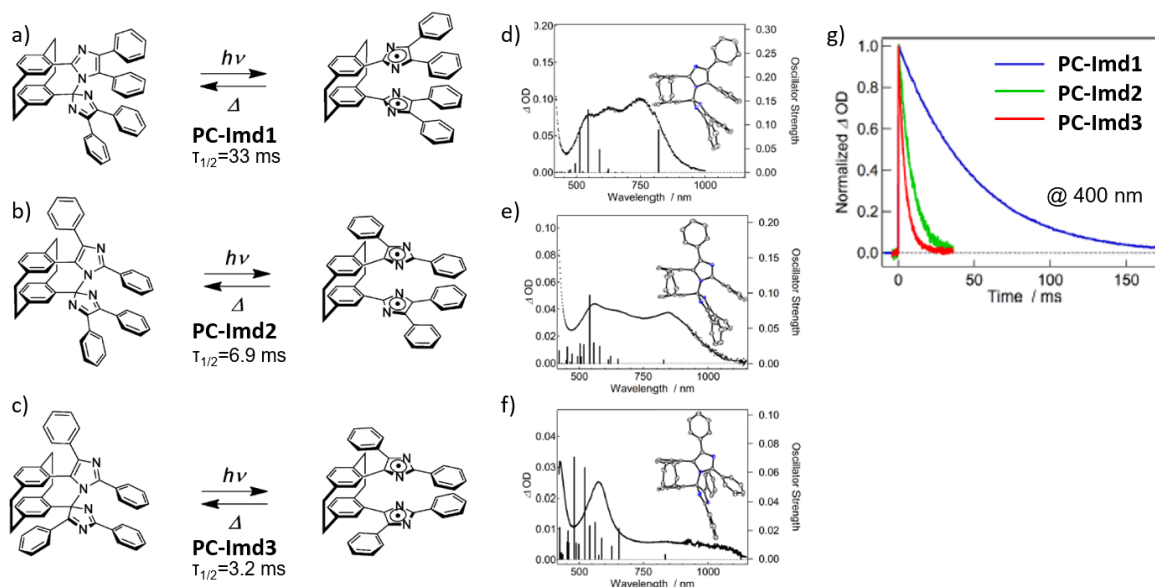 a)
hν
Δ
PC-Imd1
τ1/2=33 ms
b)
hν
Δ
PC-Imd2
τ1/2=6.9 ms
c)
hν
Δ
PC-Imd3
τ1/2=3.2 ms
d)
0.20
0.15
0.10
0.05
0.00
Δ OD
500 750 1000
Wavelength / nm
0.30
0.25
0.20
0.15
0.10
0.05
0.00
Oscillator Strength
e)
0.10
0.08
0.06
0.04
0.02
0.00
Δ OD
500 750 1000
Wavelength / nm
0.20
0.15
0.10
0.05
0.00
Oscillator Strength
f)
0.04
0.03
0.02
0.01
0.00
Δ OD
500 750 1000
Wavelength / nm
0.10
0.08
0.06
0.04
0.02
0.00
Oscillator Strength
g)
1.0
0.8
0.6
0.4
0.2
0.0
Normalized Δ OD
PC-Imd1
PC-Imd2
PC-Imd3
@ 400 nm
0 50 100 150
Time / ms